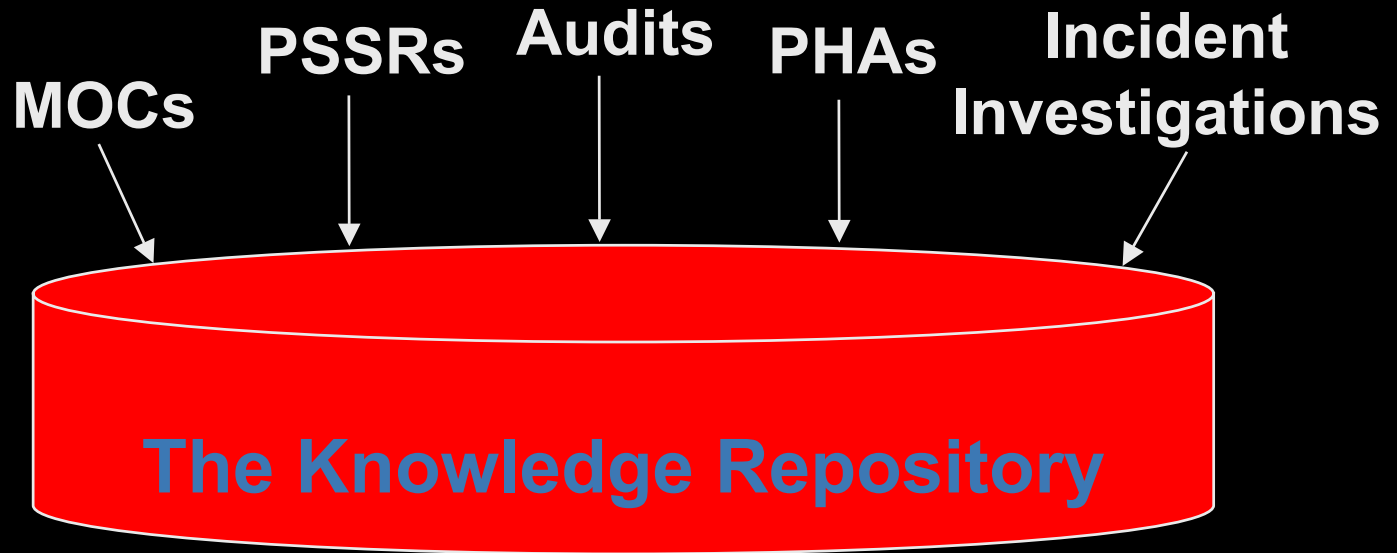 MOCs
PSSRs
Audits
PHAs
Incident
Investigations
The Knowledge Repository